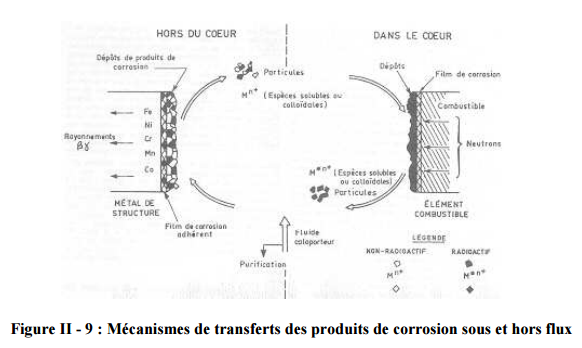 HORS DU COEUR
DANS LE COEUR
Dépôts de produits de
corrosion
Particules
Mn+ (Espèces solubles ou
colloïdales)
Dépôts
Film de corrosion
Combustible
Neutrons
Fe
Ni
Cr
Mn
Co
Rayonnements
βγ
MÉTAL DE
STRUCTURE
Film de corrosion
adhérent
M*n+ (Espèces solubles
ou colloïdales)
Particules
ÉLÉMENT
COMBUSTIBLE
Fluide
caloporteur
Purification
LÉGENDE
NON-RADIOACTIF
RADIOACTIF
Mn+
M*n+
Figure II - 9 : Mécanismes de transferts des produits de corrosion sous et hors flux